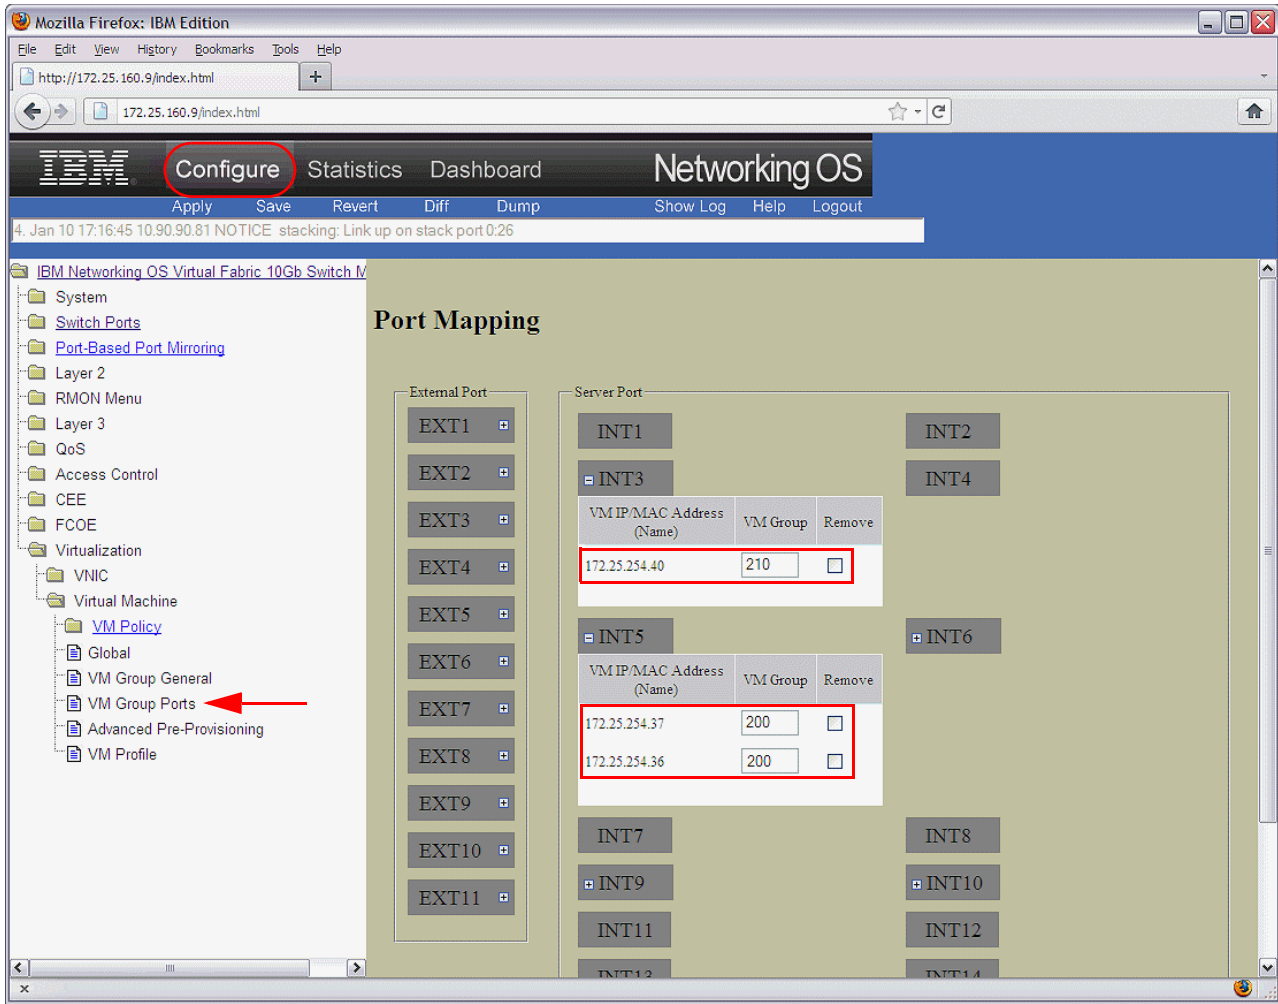 Mozilla Firefox: IBM Edition
File Edit View History Bookmarks Tools Help
http://172.25.160.9/index.html
172.25.160.9/index.html
IBM Configure Statistics Dashboard Networking OS
Apply Save Revert Diff Dump Show Log Help Logout
4. Jan 10 17:16:45 10.90.90.81 NOTICE stacking: Link up on stack port 0:26
IBM Networking OS Virtual Fabric 10Gb Switch M
System
Switch Ports
Port-Based Port Mirroring
Layer 2
RMON Menu
Layer 3
QoS
Access Control
CEE
FCOE
Virtualization
VNIC
Virtual Machine
VM Policy
Global
VM Group General
VM Group Ports
Advanced Pre-Provisioning
VM Profile
Port Mapping
External Port
EXT1
EXT2
EXT3
EXT4
EXT5
EXT6
EXT7
EXT8
EXT9
EXT10
EXT11
Server Port
INT1 INT2
INT3 INT4
VM IP/MAC Address (Name) VM Group Remove
172.25.254.40 210
INT5 INT6
VM IP/MAC Address (Name) VM Group Remove
172.25.254.37 200
172.25.254.36 200
INT7 INT8
INT9 INT10
INT11 INT12
INT13 INT14